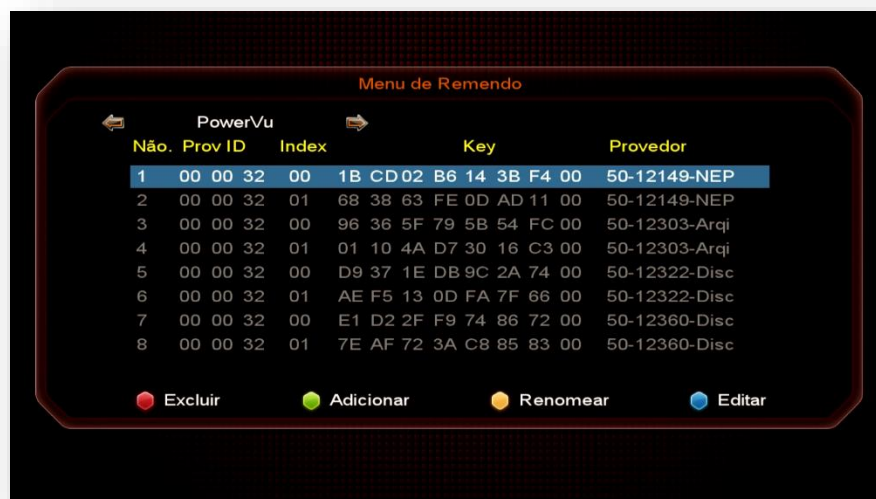 Menu de Remendo
PowerVu
Não. Prov ID Index Key Provedor
1 00 00 32 00 1B CD 02 B6 14 3B F4 00 50-12149-NEP
2 00 00 32 01 68 38 63 FE 0D AD 11 00 50-12149-NEP
3 00 00 32 00 96 36 5F 79 5B 54 FC 00 50-12303-Arqi
4 00 00 32 01 01 10 4A D7 30 16 C3 00 50-12303-Arqi
5 00 00 32 00 D9 37 1E DB 9C 2A 74 00 50-12322-Disc
6 00 00 32 01 AE F5 13 0D FA 7F 66 00 50-12322-Disc
7 00 00 32 00 E1 D2 2F F9 74 86 72 00 50-12360-Disc
8 00 00 32 01 7E AF 72 3A C8 85 83 00 50-12360-Disc
Excluir Adicionar Renomear Editar